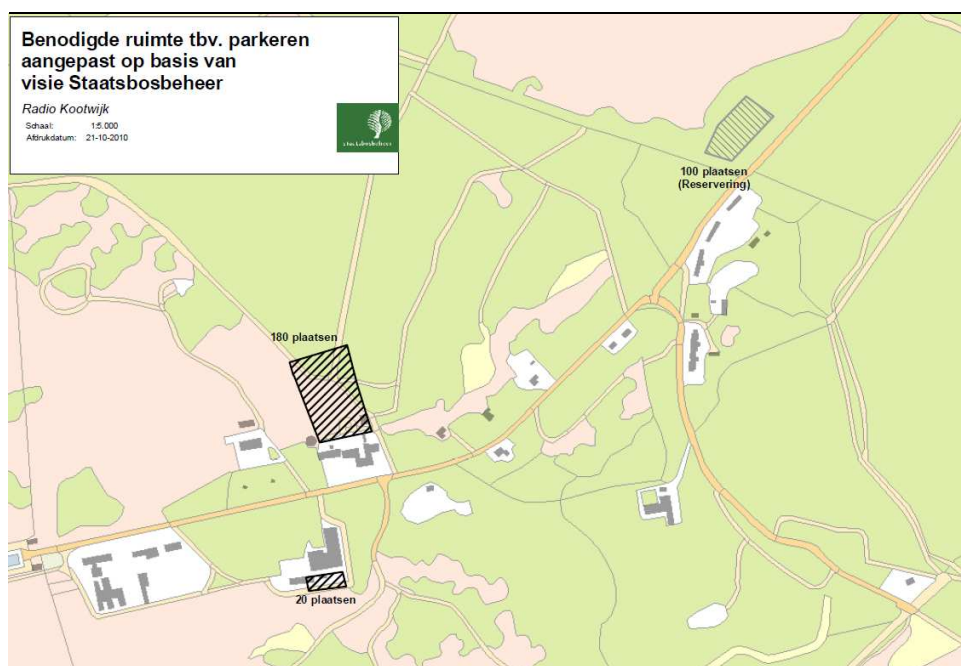 Benodigde ruimte tbv. parkeren
aangepast op basis van
visie Staatsbosbeheer
Radio Kootwijk
Schaal: 1:5.000
Afdrukdatum: 21-10-2010
100 plaatsen
(Reservering)
180 plaatsen
20 plaatsen